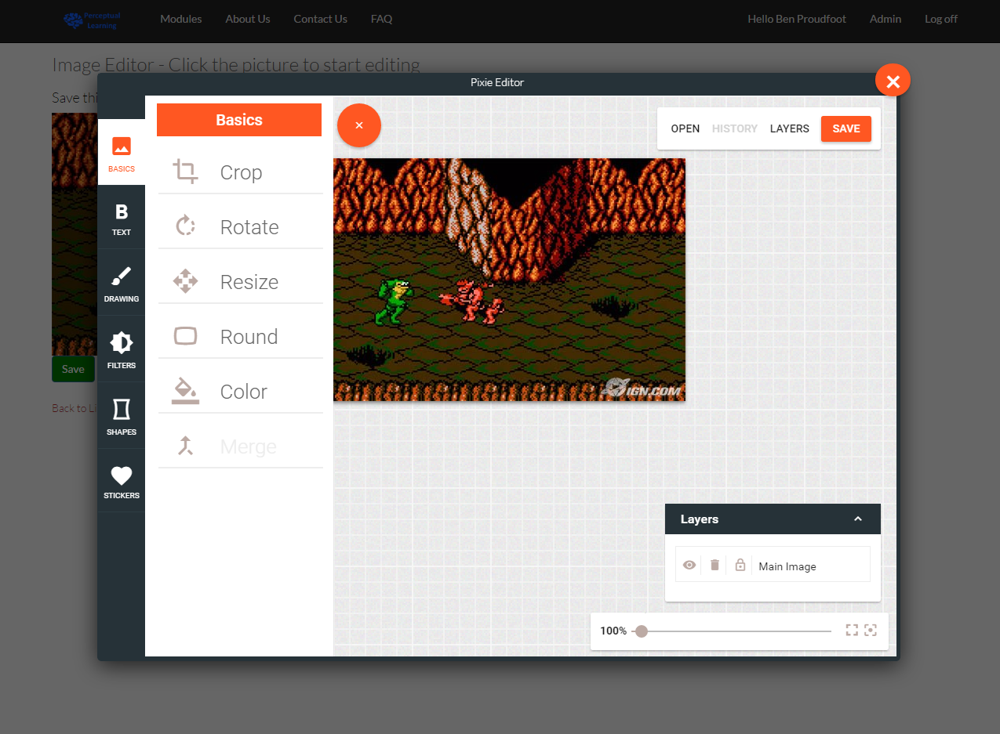 Perceptual
Learning
Modules
About Us
Contact Us
FAQ
Hello Ben Proudfoot
Admin
Log off
Image Editor - Click the picture to start editing
Save thi
Pixie Editor
BASICS
B
TEXT
DRAWING
FILTERS
SHAPES
STICKERS
Basics
Crop
Rotate
Resize
Round
Color
Merge
OPEN
HISTORY
LAYERS
SAVE
IGN.COM
Save
Back to Li
Layers
Main Image
100%